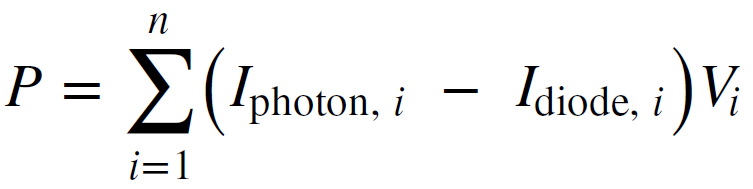 P = \sum_{i=1}^{n} \left( I_{\text{photon}, i} - I_{\text{diode}, i} \right) V_i